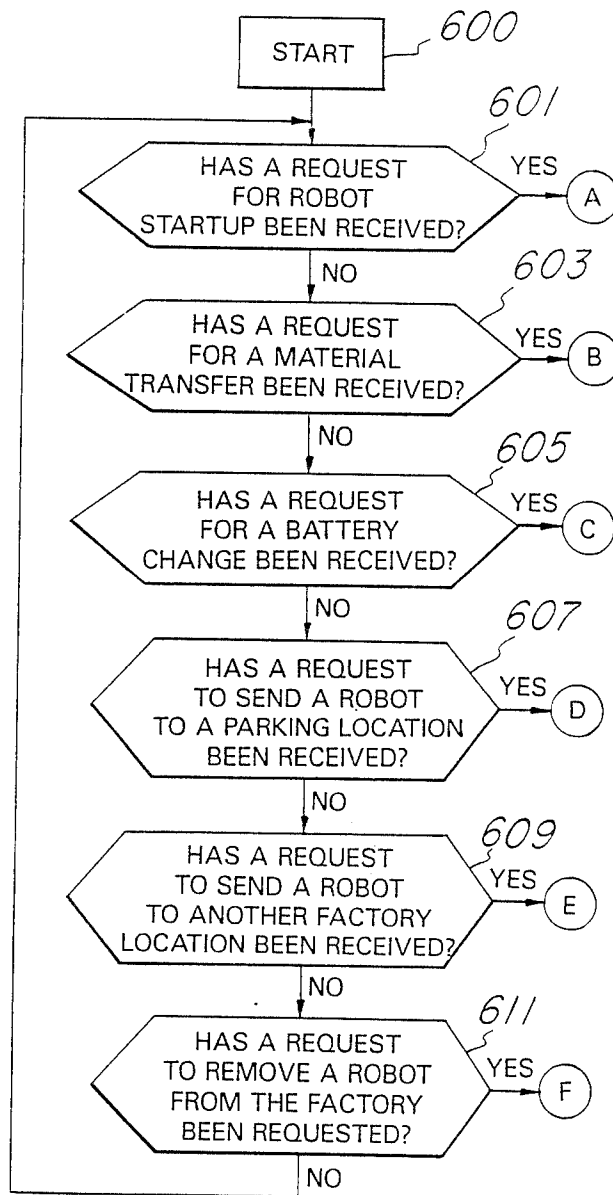 600
START
601
HAS A REQUEST
FOR ROBOT
STARTUP BEEN RECEIVED?
YES
A
NO
603
HAS A REQUEST
FOR A MATERIAL
TRANSFER BEEN RECEIVED?
YES
B
NO
605
HAS A REQUEST
FOR A BATTERY
CHANGE BEEN RECEIVED?
YES
C
NO
607
HAS A REQUEST
TO SEND A ROBOT
TO A PARKING LOCATION
BEEN RECEIVED?
YES
D
NO
609
HAS A REQUEST
TO SEND A ROBOT
TO ANOTHER FACTORY
LOCATION BEEN RECEIVED?
YES
E
NO
611
HAS A REQUEST
TO REMOVE A ROBOT
FROM THE FACTORY
BEEN REQUESTED?
YES
F
NO